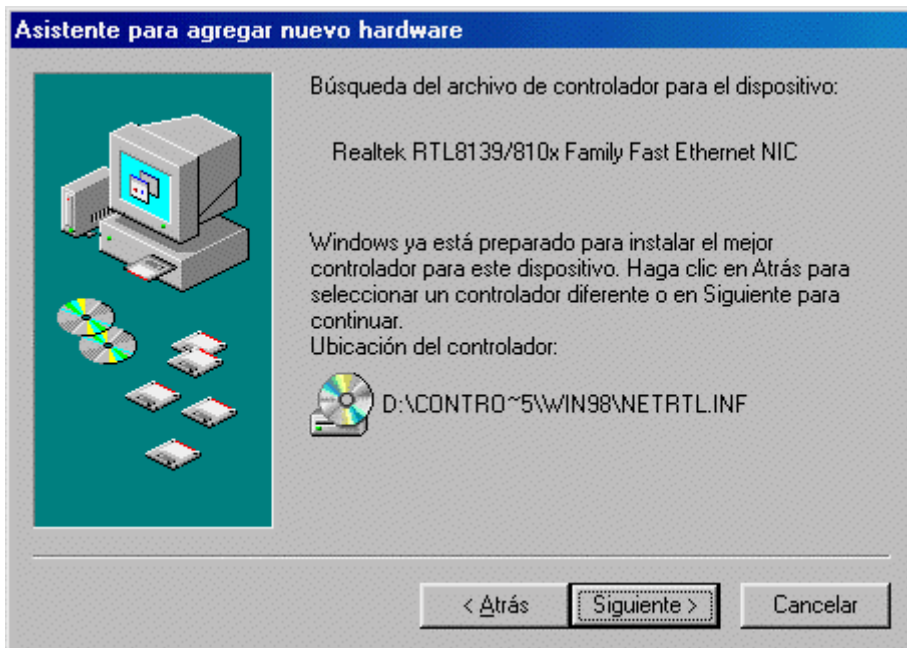 Asistente para agregar nuevo hardware
Búsqueda del archivo de controlador para el dispositivo:
Realtek RTL8139/810x Family Fast Ethernet NIC
Windows ya está preparado para instalar el mejor
controlador para este dispositivo. Haga clic en Atrás para
seleccionar un controlador diferente o en Siguiente para
continuar.
Ubicación del controlador:
D:\CONTRO~5\WIN98\NETRTL.INF
< Atrás
Siguiente >
Cancelar